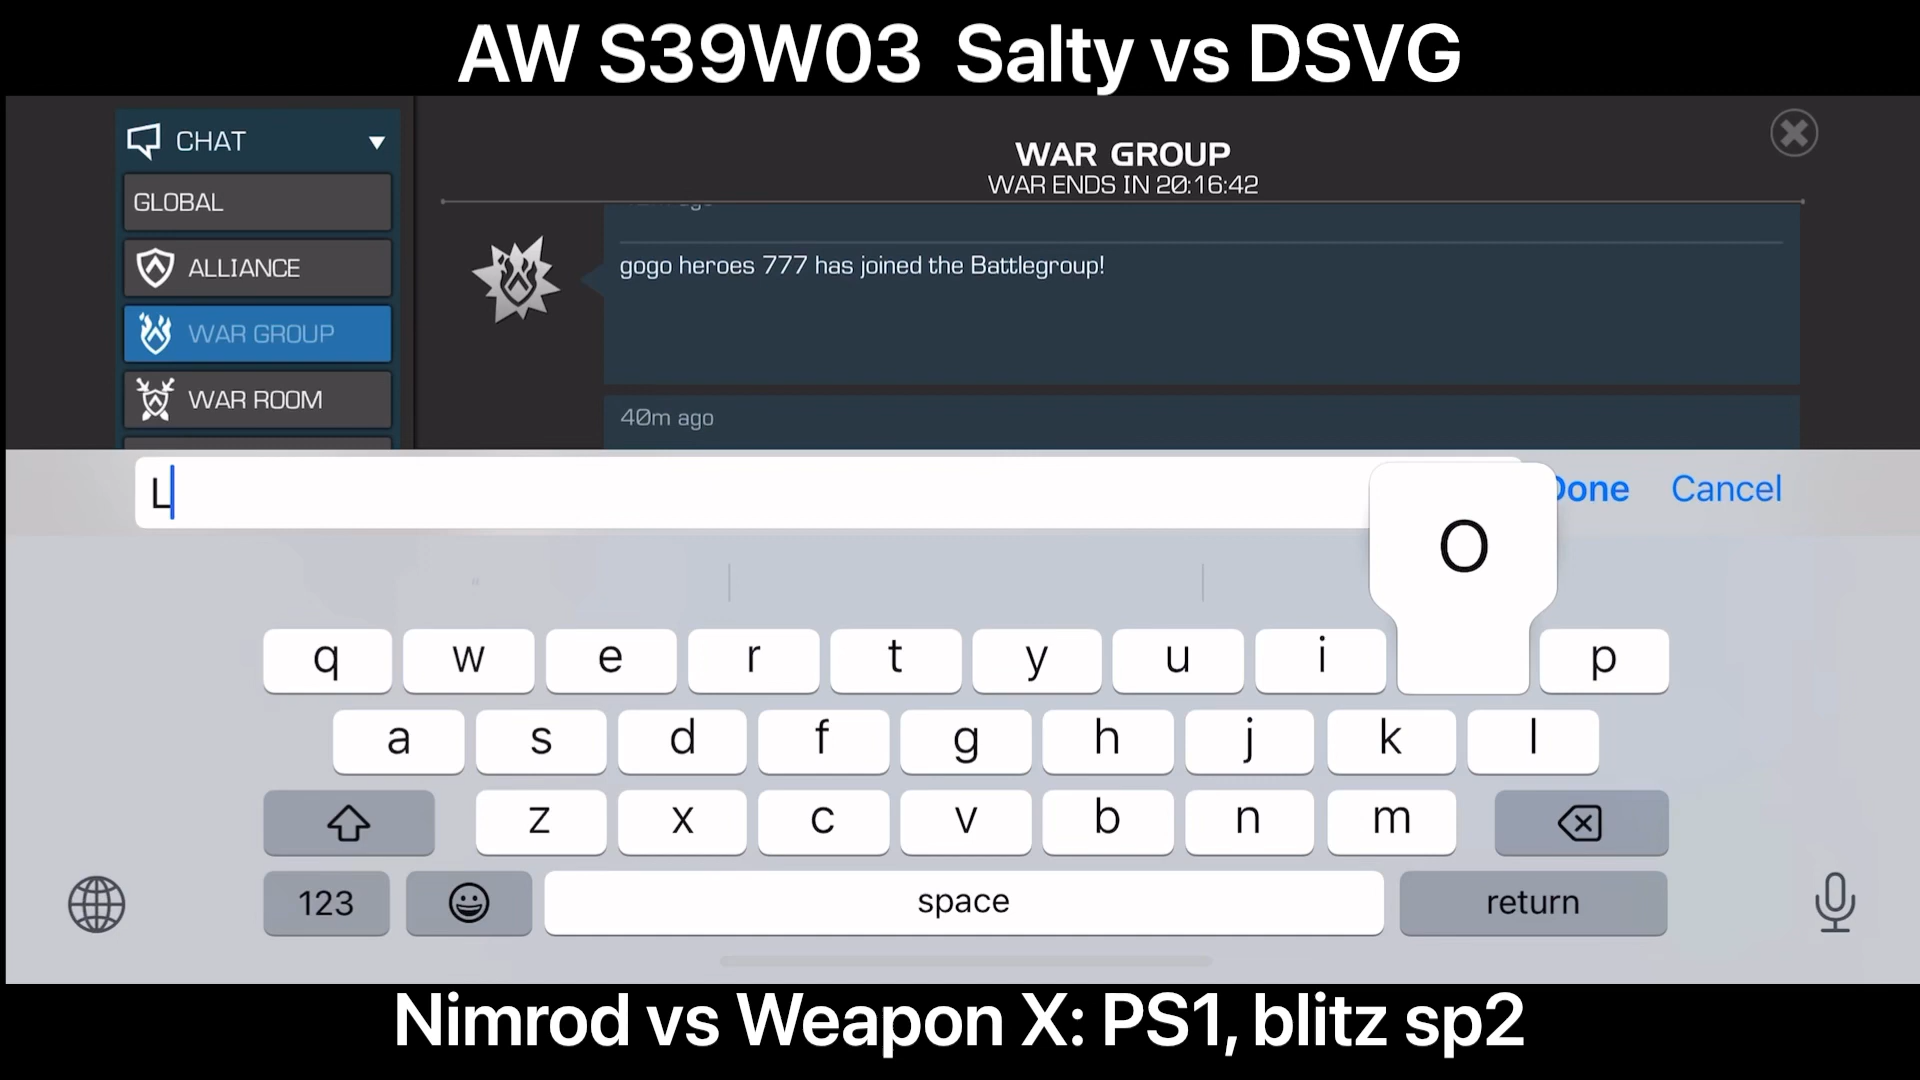 AW S39W03 Salty vs DSVG
CHAT
GLOBAL
ALLIANCE
WAR GROUP
WAR ROOM
WAR GROUP
WAR ENDS IN 20:16:42
gogo heroes 777 has joined the Battlegroup!
40m ago
L
Done Cancel
O
q w e r t y u i p
a s d f g h j k l
z x c v b n m
123 space return
Nimrod vs Weapon X: PS1, blitz sp2